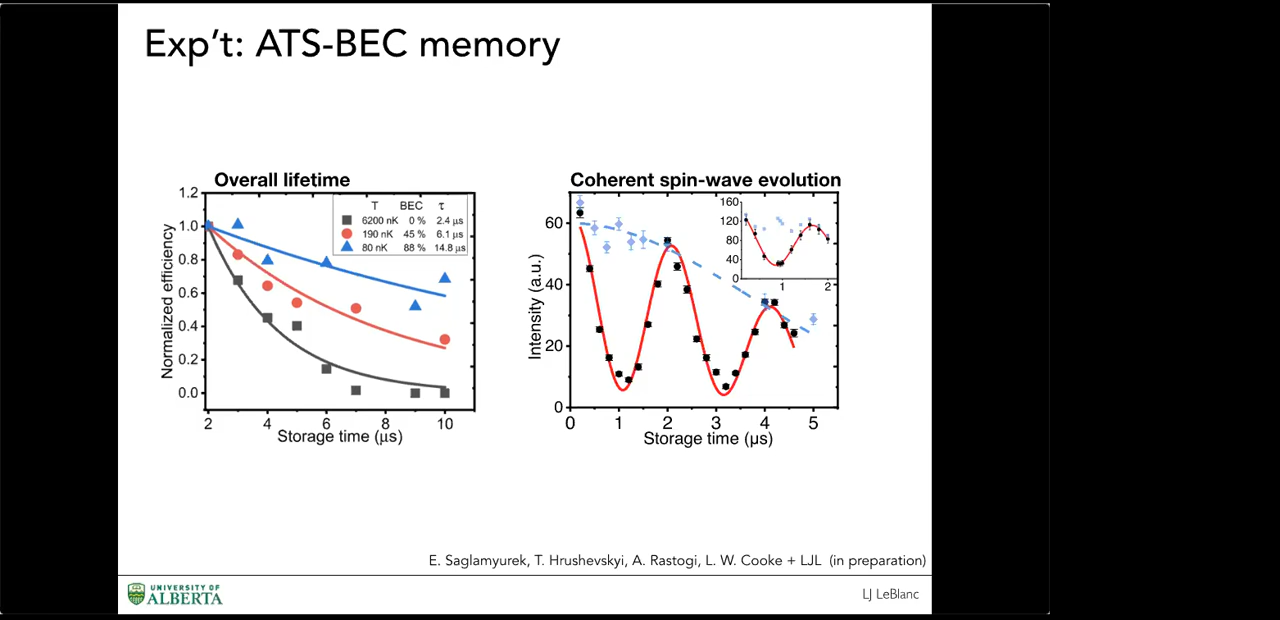 Exp't: ATS-BEC memory
Overall lifetime
Normalized efficiency
1.2
1.0
0.8
0.6
0.4
0.2
0.0
T BEC τ
6200 nK 0 % 2.4 μs
190 nK 45 % 6.1 μs
80 nK 88 % 14.8 μs
2 4 6 8 10
Storage time (μs)
Coherent spin-wave evolution
Intensity (a.u.)
60
40
20
0
160
120
80
40
0
1 2
0 1 2 3 4 5
Storage time (μs)
E. Saglamyurek, T. Hrushevskyi, A. Rastogi, L. W. Cooke + LJL (in preparation)
UNIVERSITY OF
ALBERTA
LJ LeBlanc